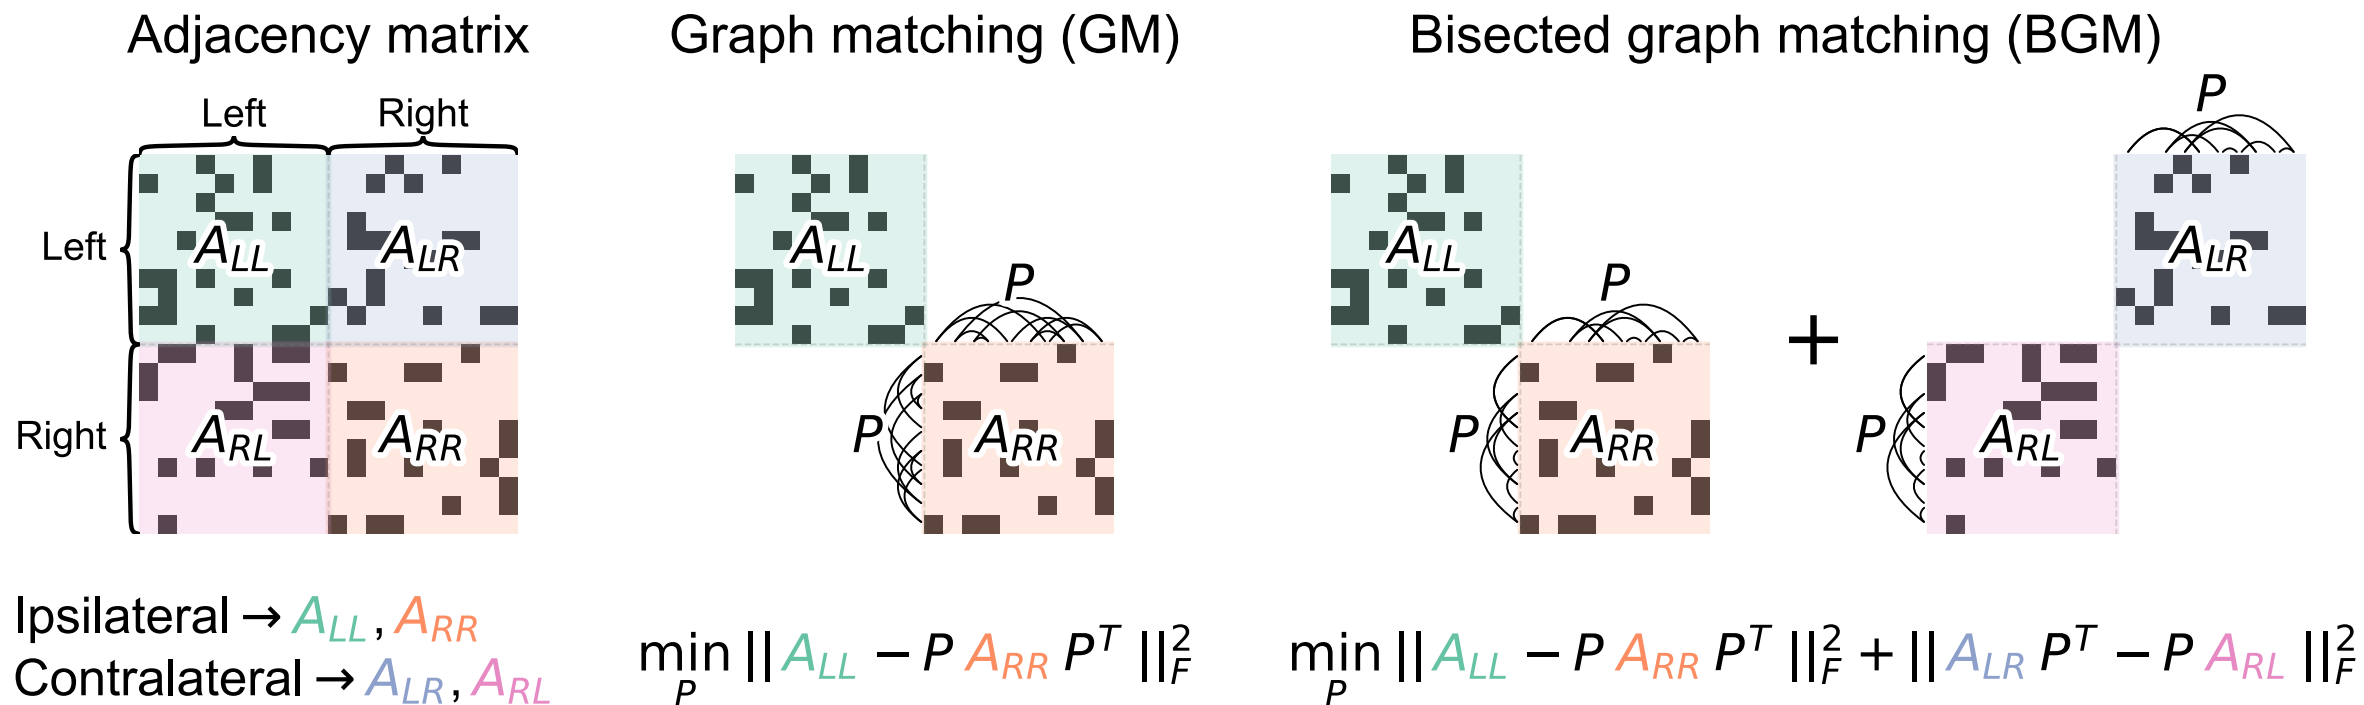 Adjacency matrix
Left Right
Left
Right
A_LL
A_LR
A_RL
A_RR
Ipsilateral → A_LL, A_RR
Contralateral → A_LR, A_RL
Graph matching (GM)
A_LL
P
P
A_RR
min_P ||A_LL − P A_RR P^T||_F^2
Bisected graph matching (BGM)
P
A_LL
A_LR
P
+
P
A_RR
P
A_RL
min_P ||A_LL − P A_RR P^T||_F^2 + ||A_LR P^T − P A_RL||_F^2